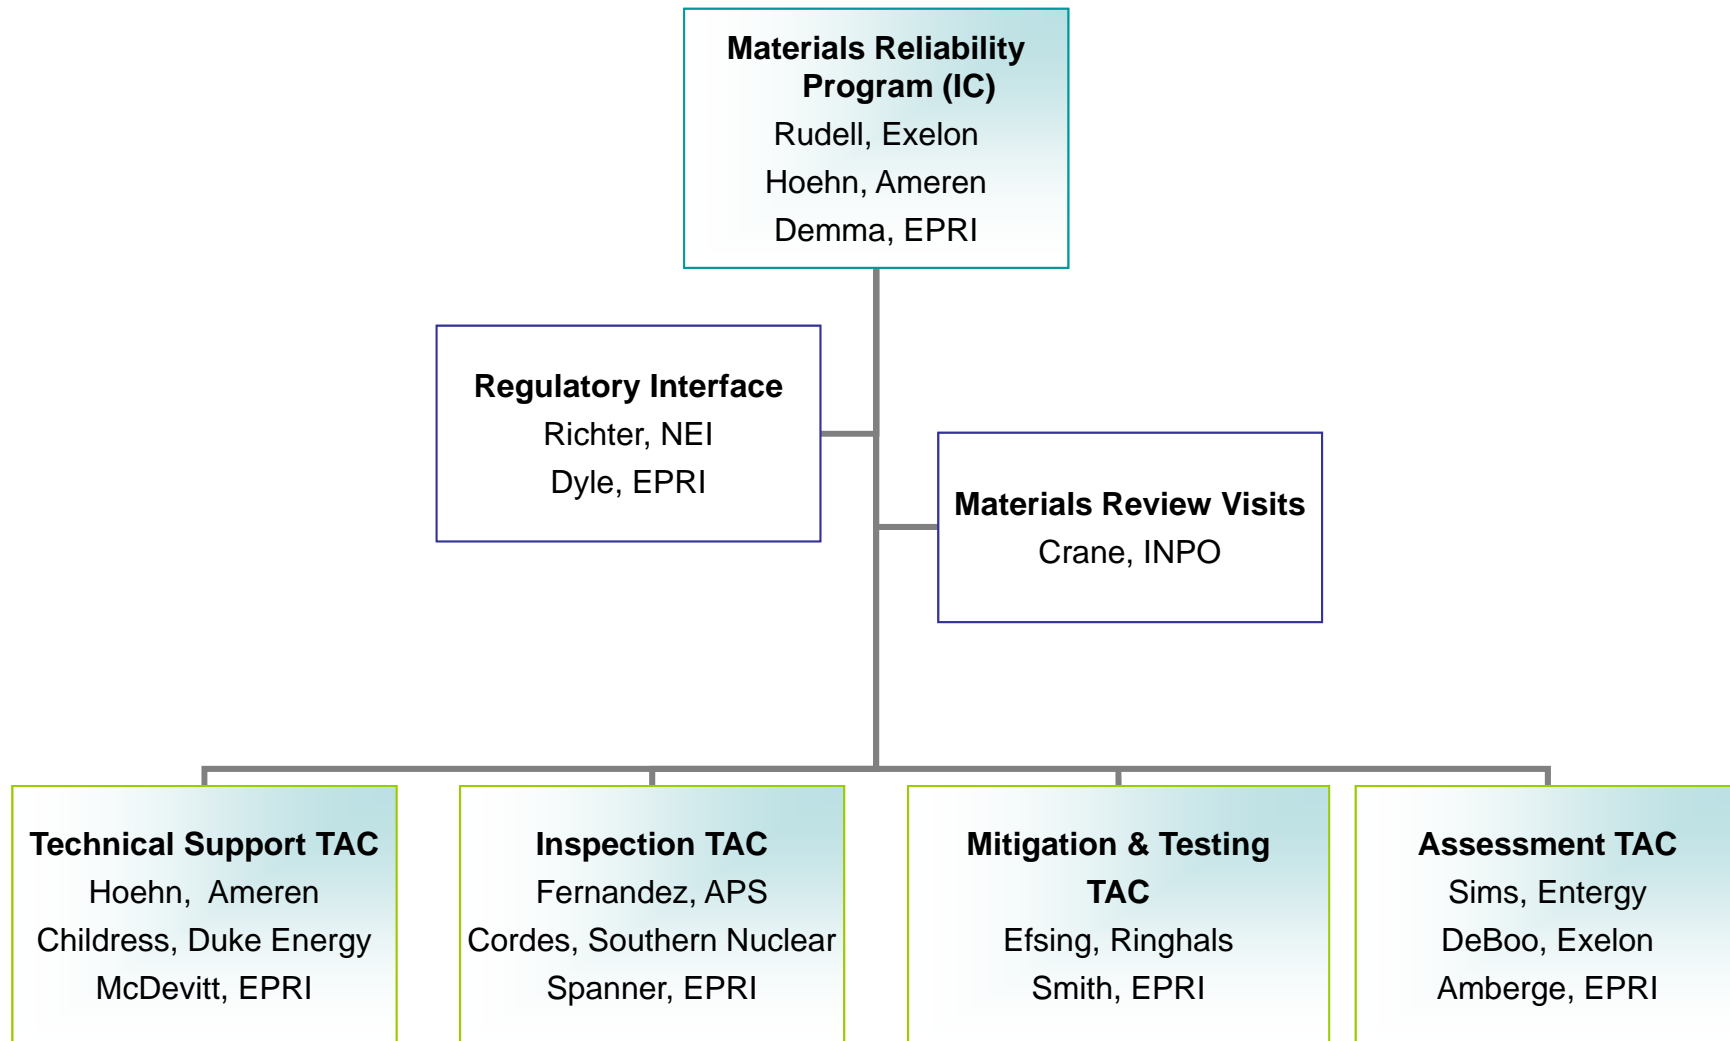 Materials Reliability
Program (IC)
Rudell, Exelon
Hoehn, Ameren
Demma, EPRI
Regulatory Interface
Richter, NEI
Dyle, EPRI
Materials Review Visits
Crane, INPO
Technical Support TAC
Hoehn, Ameren
Childress, Duke Energy
McDevitt, EPRI
Inspection TAC
Fernandez, APS
Cordes, Southern Nuclear
Spanner, EPRI
Mitigation & Testing
TAC
Efsing, Ringhals
Smith, EPRI
Assessment TAC
Sims, Entergy
DeBoo, Exelon
Amberge, EPRI